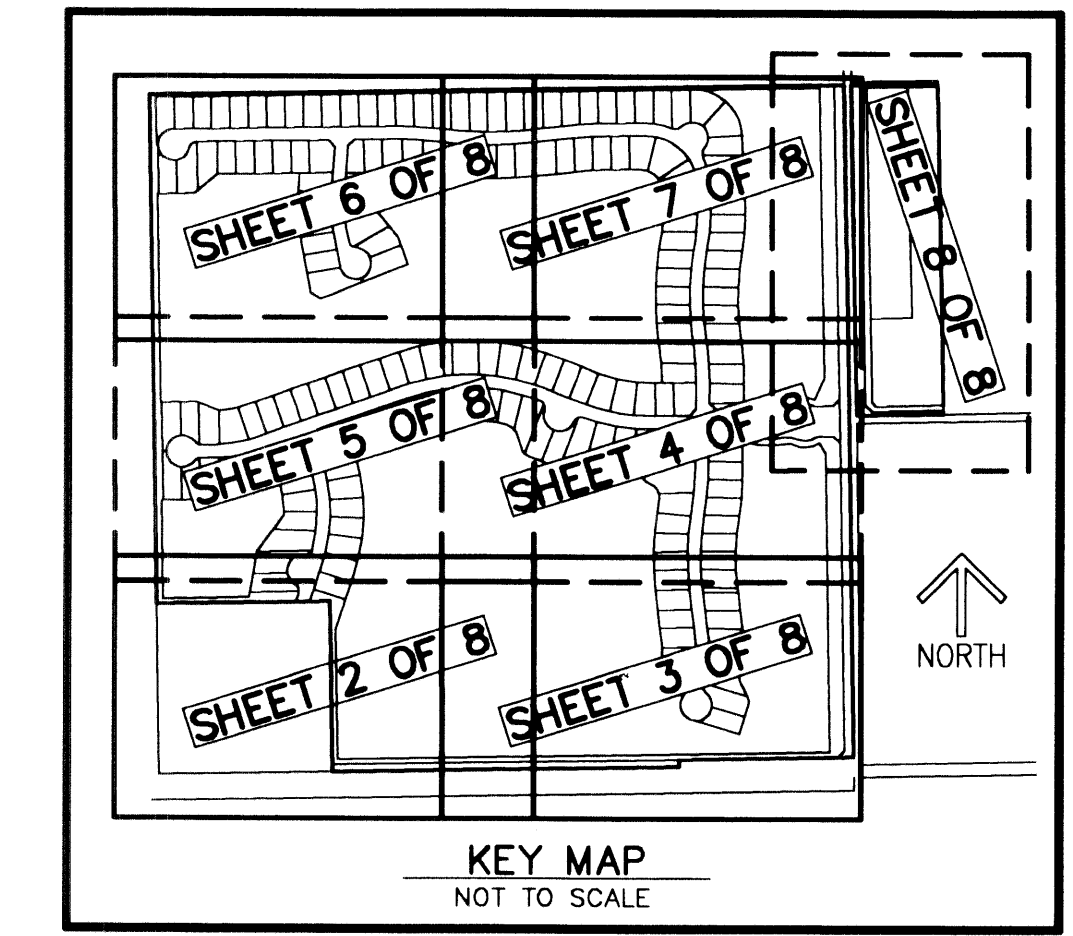 SHEET 6 OF 8
SHEET 7 OF 8
SHEET 8 OF 8
SHEET 5 OF 8
SHEET 4 OF 8
SHEET 2 OF 8
SHEET 3 OF 8
NORTH
KEY MAP
NOT TO SCALE